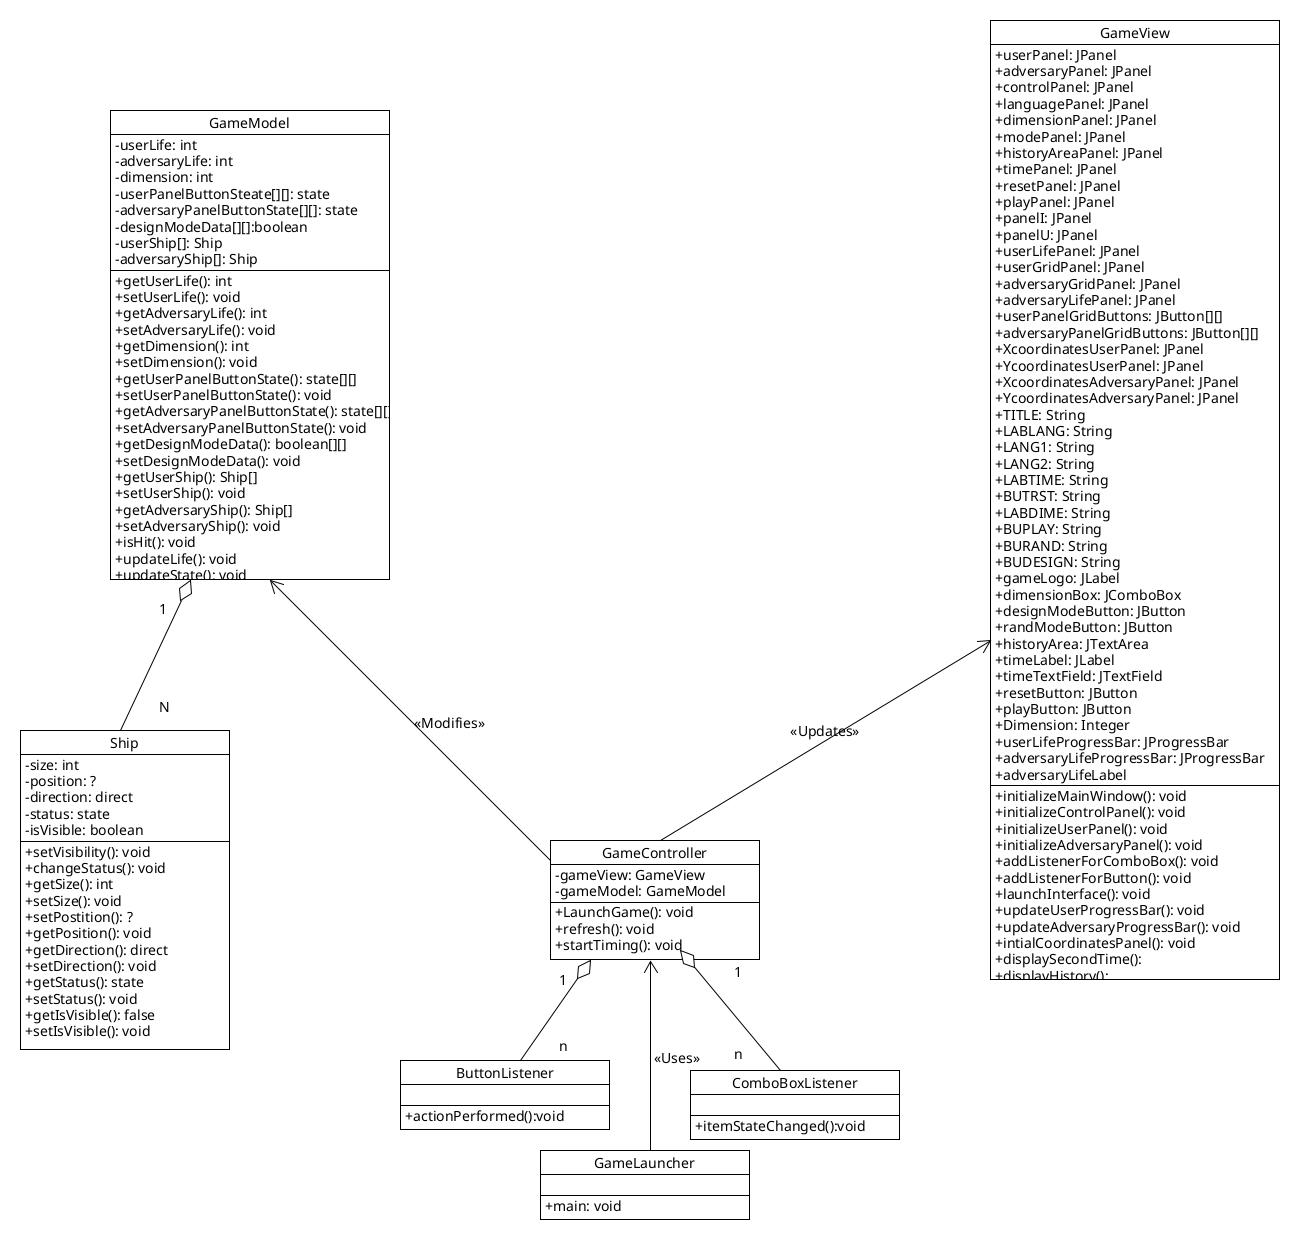 GameView
+userPanel: JPanel
+adversaryPanel: JPanel
+controlPanel: JPanel
+languagePanel: JPanel
+dimensionPanel: JPanel
+modePanel: JPanel
+historyAreaPanel: JPanel
+timePanel: JPanel
+resetPanel: JPanel
+playPanel: JPanel
+panelI: JPanel
+panelU: JPanel
+userLifePanel: JPanel
+userGridPanel: JPanel
+adversaryGridPanel: JPanel
+adversaryLifePanel: JPanel
+userPanelGridButtons: JButton[][]
+adversaryPanelGridButtons: JButton[][]
+XcoordinatesUserPanel: JPanel
+YcoordinatesUserPanel: JPanel
+XcoordinatesAdversaryPanel: JPanel
+YcoordinatesAdversaryPanel: JPanel
+TITLE: String
+LABLANG: String
+LANG1: String
+LANG2: String
+LABTIME: String
+BUTRST: String
+LABDIME: String
+BUPLAY: String
+BURAND: String
+BUDESIGN: String
+gameLogo: JLabel
+dimensionBox: JComboBox
+designModeButton: JButton
+randModeButton: JButton
+historyArea: JTextArea
+timeLabel: JLabel
+timeTextField: JTextField
+resetButton: JButton
+playButton: JButton
+Dimension: Integer
+userLifeProgressBar: JProgressBar
+adversaryLifeProgressBar: JProgressBar
+adversaryLifeLabel
+initializeMainWindow(): void
+initializeControlPanel(): void
+initializeUserPanel(): void
+initializeAdversaryPanel(): void
+addListenerForComboBox(): void
+addListenerForButton(): void
+launchInterface(): void
+updateUserProgressBar(): void
+updateAdversaryProgressBar(): void
+intialCoordinatesPanel(): void
+displaySecondTime():
+displayHistory():
GameModel
-userLife: int
-adversaryLife: int
-dimension: int
-userPanelButtonSteate[][]: state
-adversaryPanelButtonState[][]: state
-designModeData[][]:boolean
-userShip[]: Ship
-adversaryShip[]: Ship
+getUserLife(): int
+setUserLife(): void
+getAdversaryLife(): int
+setAdversaryLife(): void
+getDimension(): int
+setDimension(): void
+getUserPanelButtonState(): state[][]
+setUserPanelButtonState(): void
+getAdversaryPanelButtonState(): state[][]
+setAdversaryPanelButtonState(): void
+getDesignModeData(): boolean[][]
+setDesignModeData(): void
+getUserShip(): Ship[]
+setUserShip(): void
+getAdversaryShip(): Ship[]
+setAdversaryShip(): void
+isHit(): void
+updateLife(): void
+updateState(): void
1
N
«Modifies»
«Updates»
Ship
-size: int
-position: ?
-direction: direct
-status: state
-isVisible: boolean
+setVisibility(): void
+changeStatus(): void
+getSize(): int
+setSize(): void
+setPostition(): ?
+getPosition(): void
+getDirection(): direct
+setDirection(): void
+getStatus(): state
+setStatus(): void
+getIsVisible(): false
+setIsVisible(): void
GameController
-gameView: GameView
-gameModel: GameModel
+LaunchGame(): void
+refresh(): void
+startTiming(): void
1
1
n
«Uses»
n
ButtonListener
+actionPerformed():void
ComboBoxListener
+itemStateChanged():void
GameLauncher
+main: void